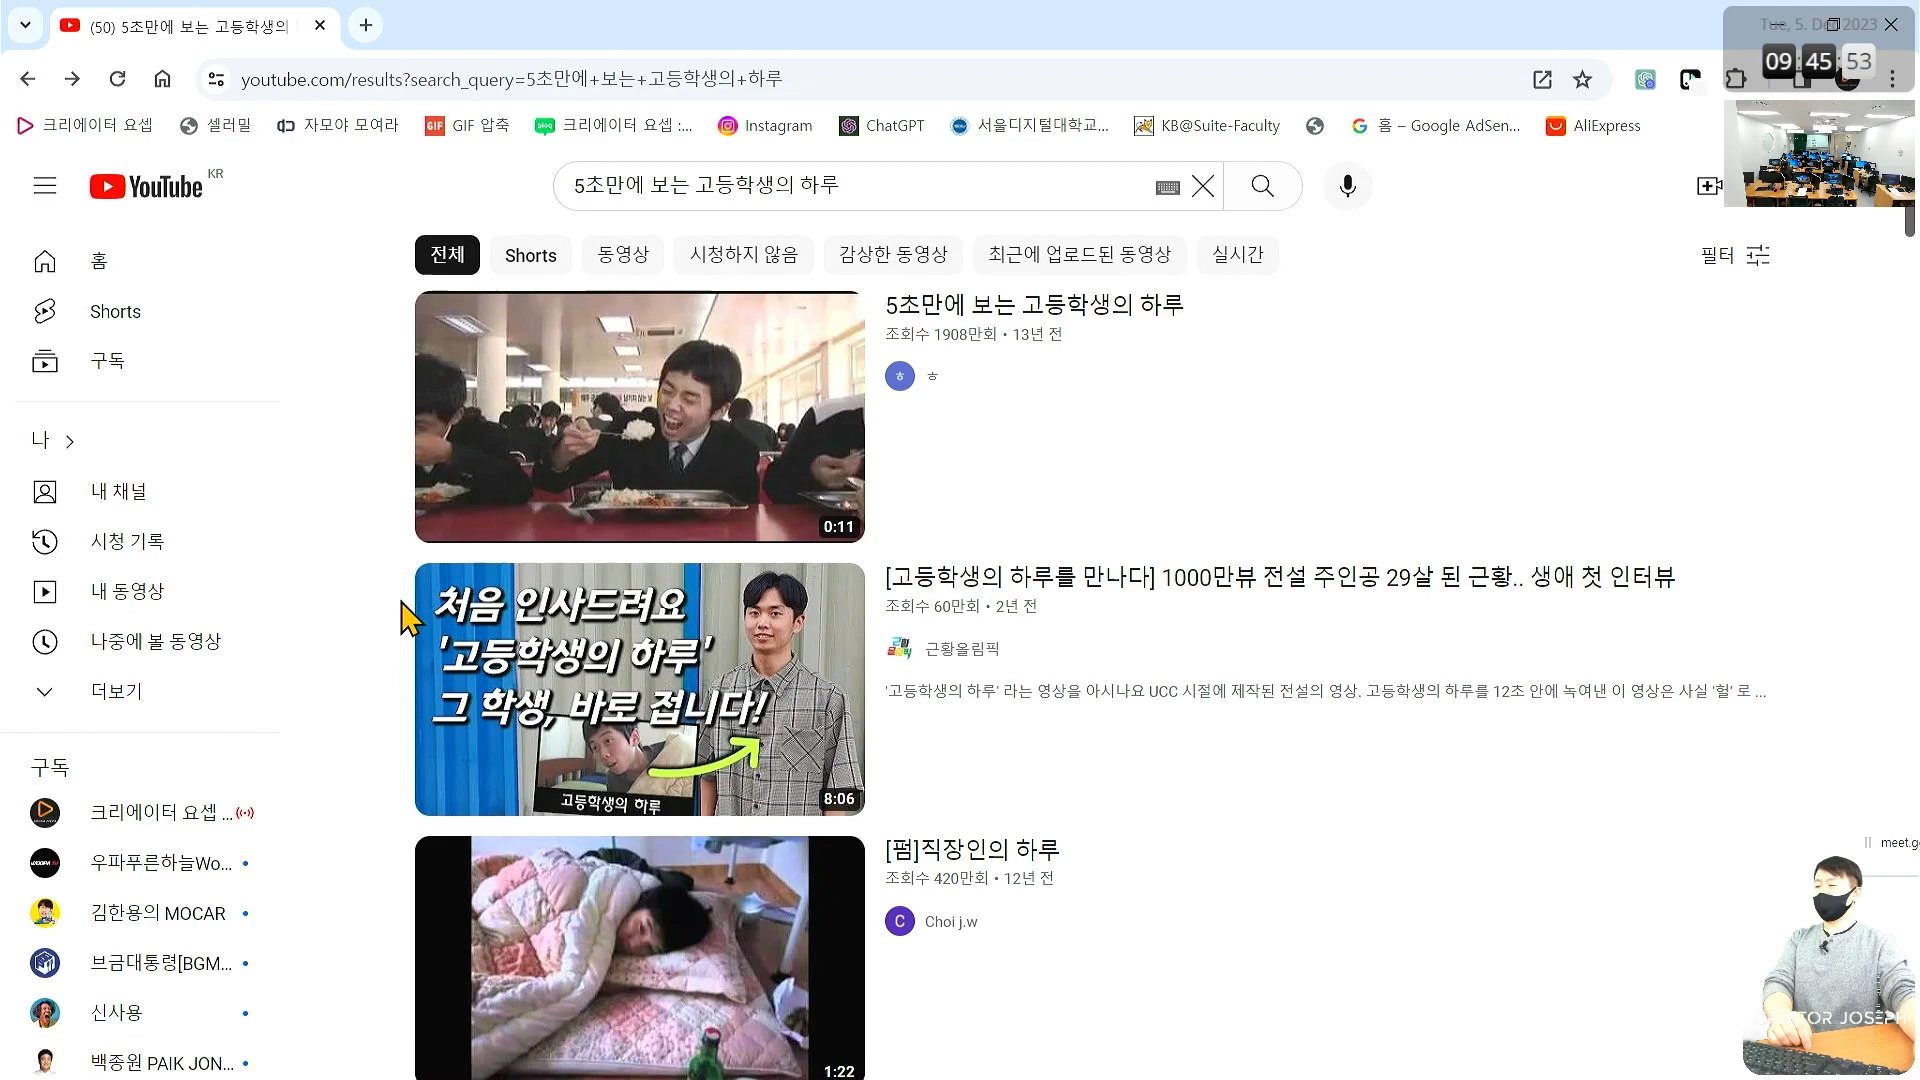 (50) 5초만에 보는 고등학생의
Tue, 5. De 2023
09 45 53
youtube.com/results?search_query=5초만에+보는+고등학생의+하루
크리에이터 요셉
셀러밀
자모야 모여라
GIF GIF 압축
blog 크리에이터 요셉 :...
Instagram
ChatGPT
서울디지털대학교...
KB@Suite-Faculty
홈 – Google AdSen...
AliExpress
YouTube KR
5초만에 보는 고등학생의 하루
전체
Shorts
동영상
시청하지 않음
감상한 동영상
최근에 업로드된 동영상
실시간
필터
홈
Shorts
구독
나
내 채널
시청 기록
내 동영상
나중에 볼 동영상
더보기
구독
크리에이터 요셉 ...
우파푸른하늘Wo...
김한용의 MOCAR
브금대통령[BGM...
신사용
백종원 PAIK JON...
0:11
5초만에 보는 고등학생의 하루
조회수 1908만회 • 13년 전
ㅎ ㅎ
처음 인사드려요
'고등학생의 하루'
그 학생, 바로 접니다!
고등학생의 하루
8:06
[고등학생의 하루를 만나다] 1000만뷰 전설 주인공 29살 된 근황.. 생애 첫 인터뷰
조회수 60만회 • 2년 전
근황올림픽
'고등학생의 하루' 라는 영상을 아시나요 UCC 시절에 제작된 전설의 영상. 고등학생의 하루를 12초 안에 녹여낸 이 영상은 사실 '헐' 로 ...
1:22
[펌]직장인의 하루
조회수 420만회 • 12년 전
C Choi j.w
meet.g
TOR JOSEPH